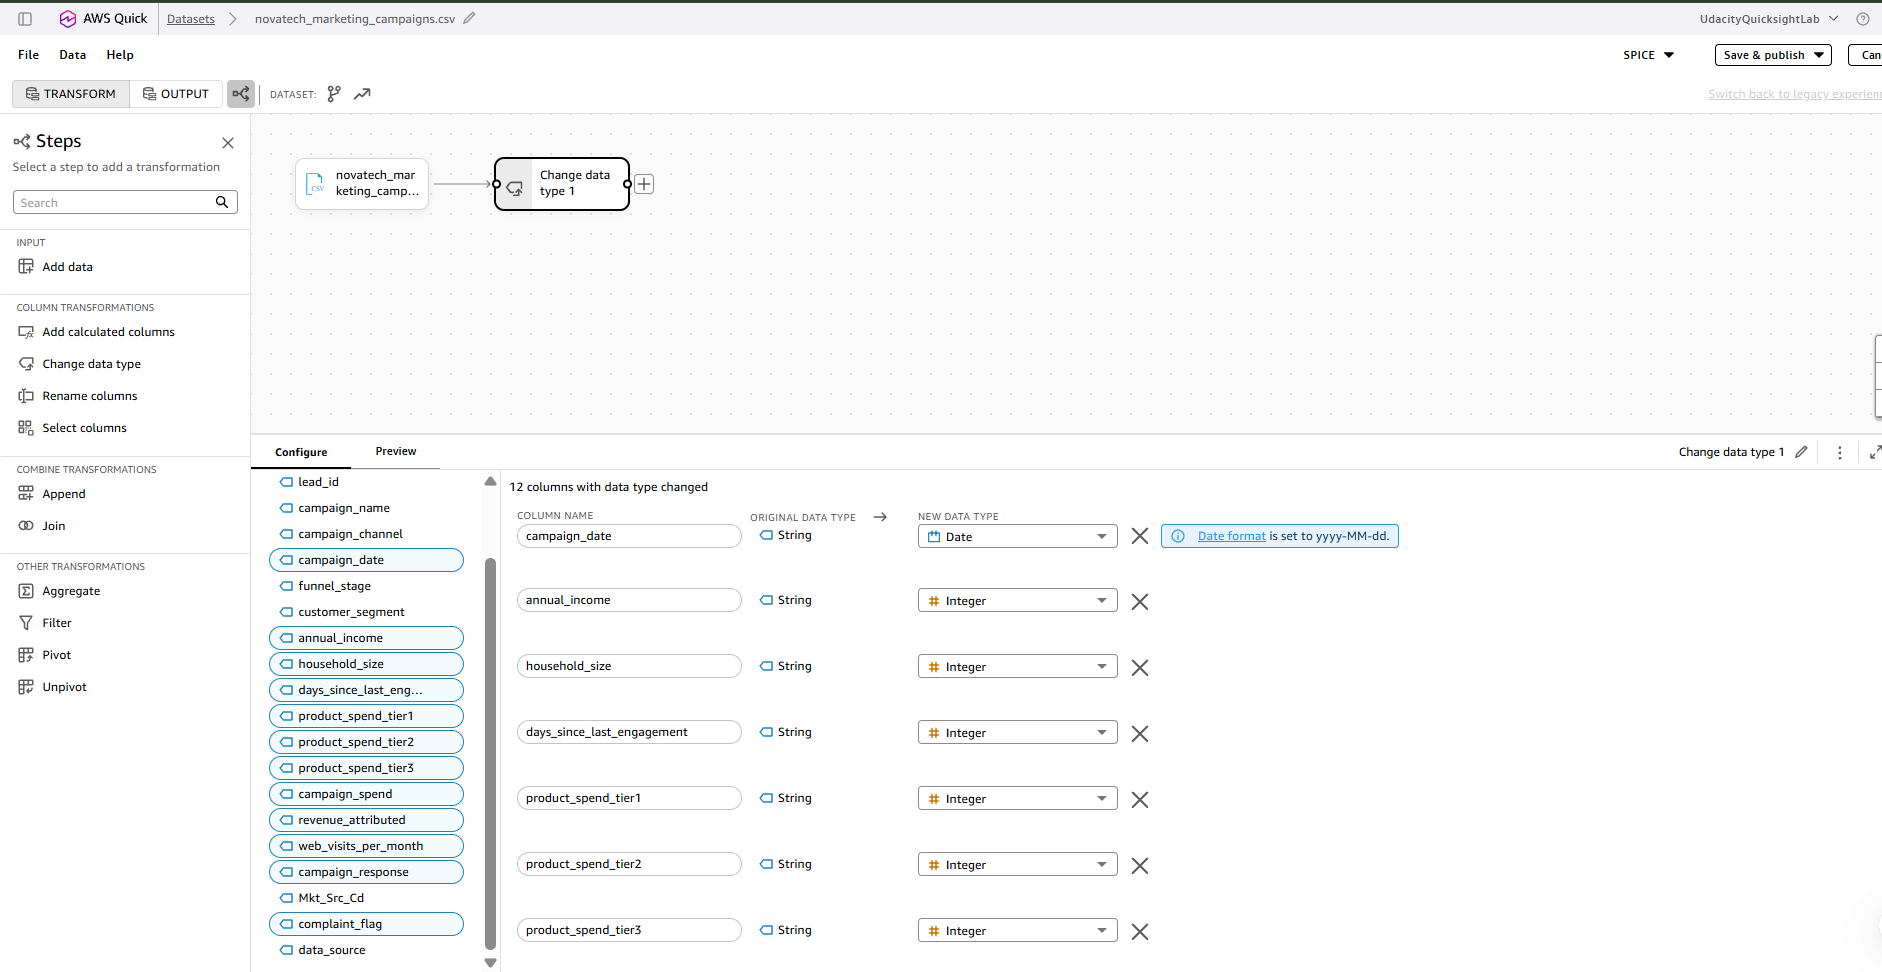 AWS Quick
Datasets
novatech_marketing_campaigns.csv
UdacityQuicksightLab
File
Data
Help
SPICE
Save & publish
Can
TRANSFORM
OUTPUT
DATASET:
Switch back to legacy experienc
Steps
Select a step to add a transformation
Search
INPUT
Add data
COLUMN TRANSFORMATIONS
Add calculated columns
Change data type
Rename columns
Select columns
COMBINE TRANSFORMATIONS
Append
Join
OTHER TRANSFORMATIONS
Aggregate
Filter
Pivot
Unpivot
CSV
novatech_mar
keting_camp...
Change data
type 1
Configure
Preview
Change data type 1
lead_id
campaign_name
campaign_channel
campaign_date
funnel_stage
customer_segment
annual_income
household_size
days_since_last_eng...
product_spend_tier1
product_spend_tier2
product_spend_tier3
campaign_spend
revenue_attributed
web_visits_per_month
campaign_response
Mkt_Src_Cd
complaint_flag
data_source
12 columns with data type changed
COLUMN NAME
ORIGINAL DATA TYPE
NEW DATA TYPE
campaign_date
String
Date
Date format is set to yyyy-MM-dd.
annual_income
String
Integer
household_size
String
Integer
days_since_last_engagement
String
Integer
product_spend_tier1
String
Integer
product_spend_tier2
String
Integer
product_spend_tier3
String
Integer